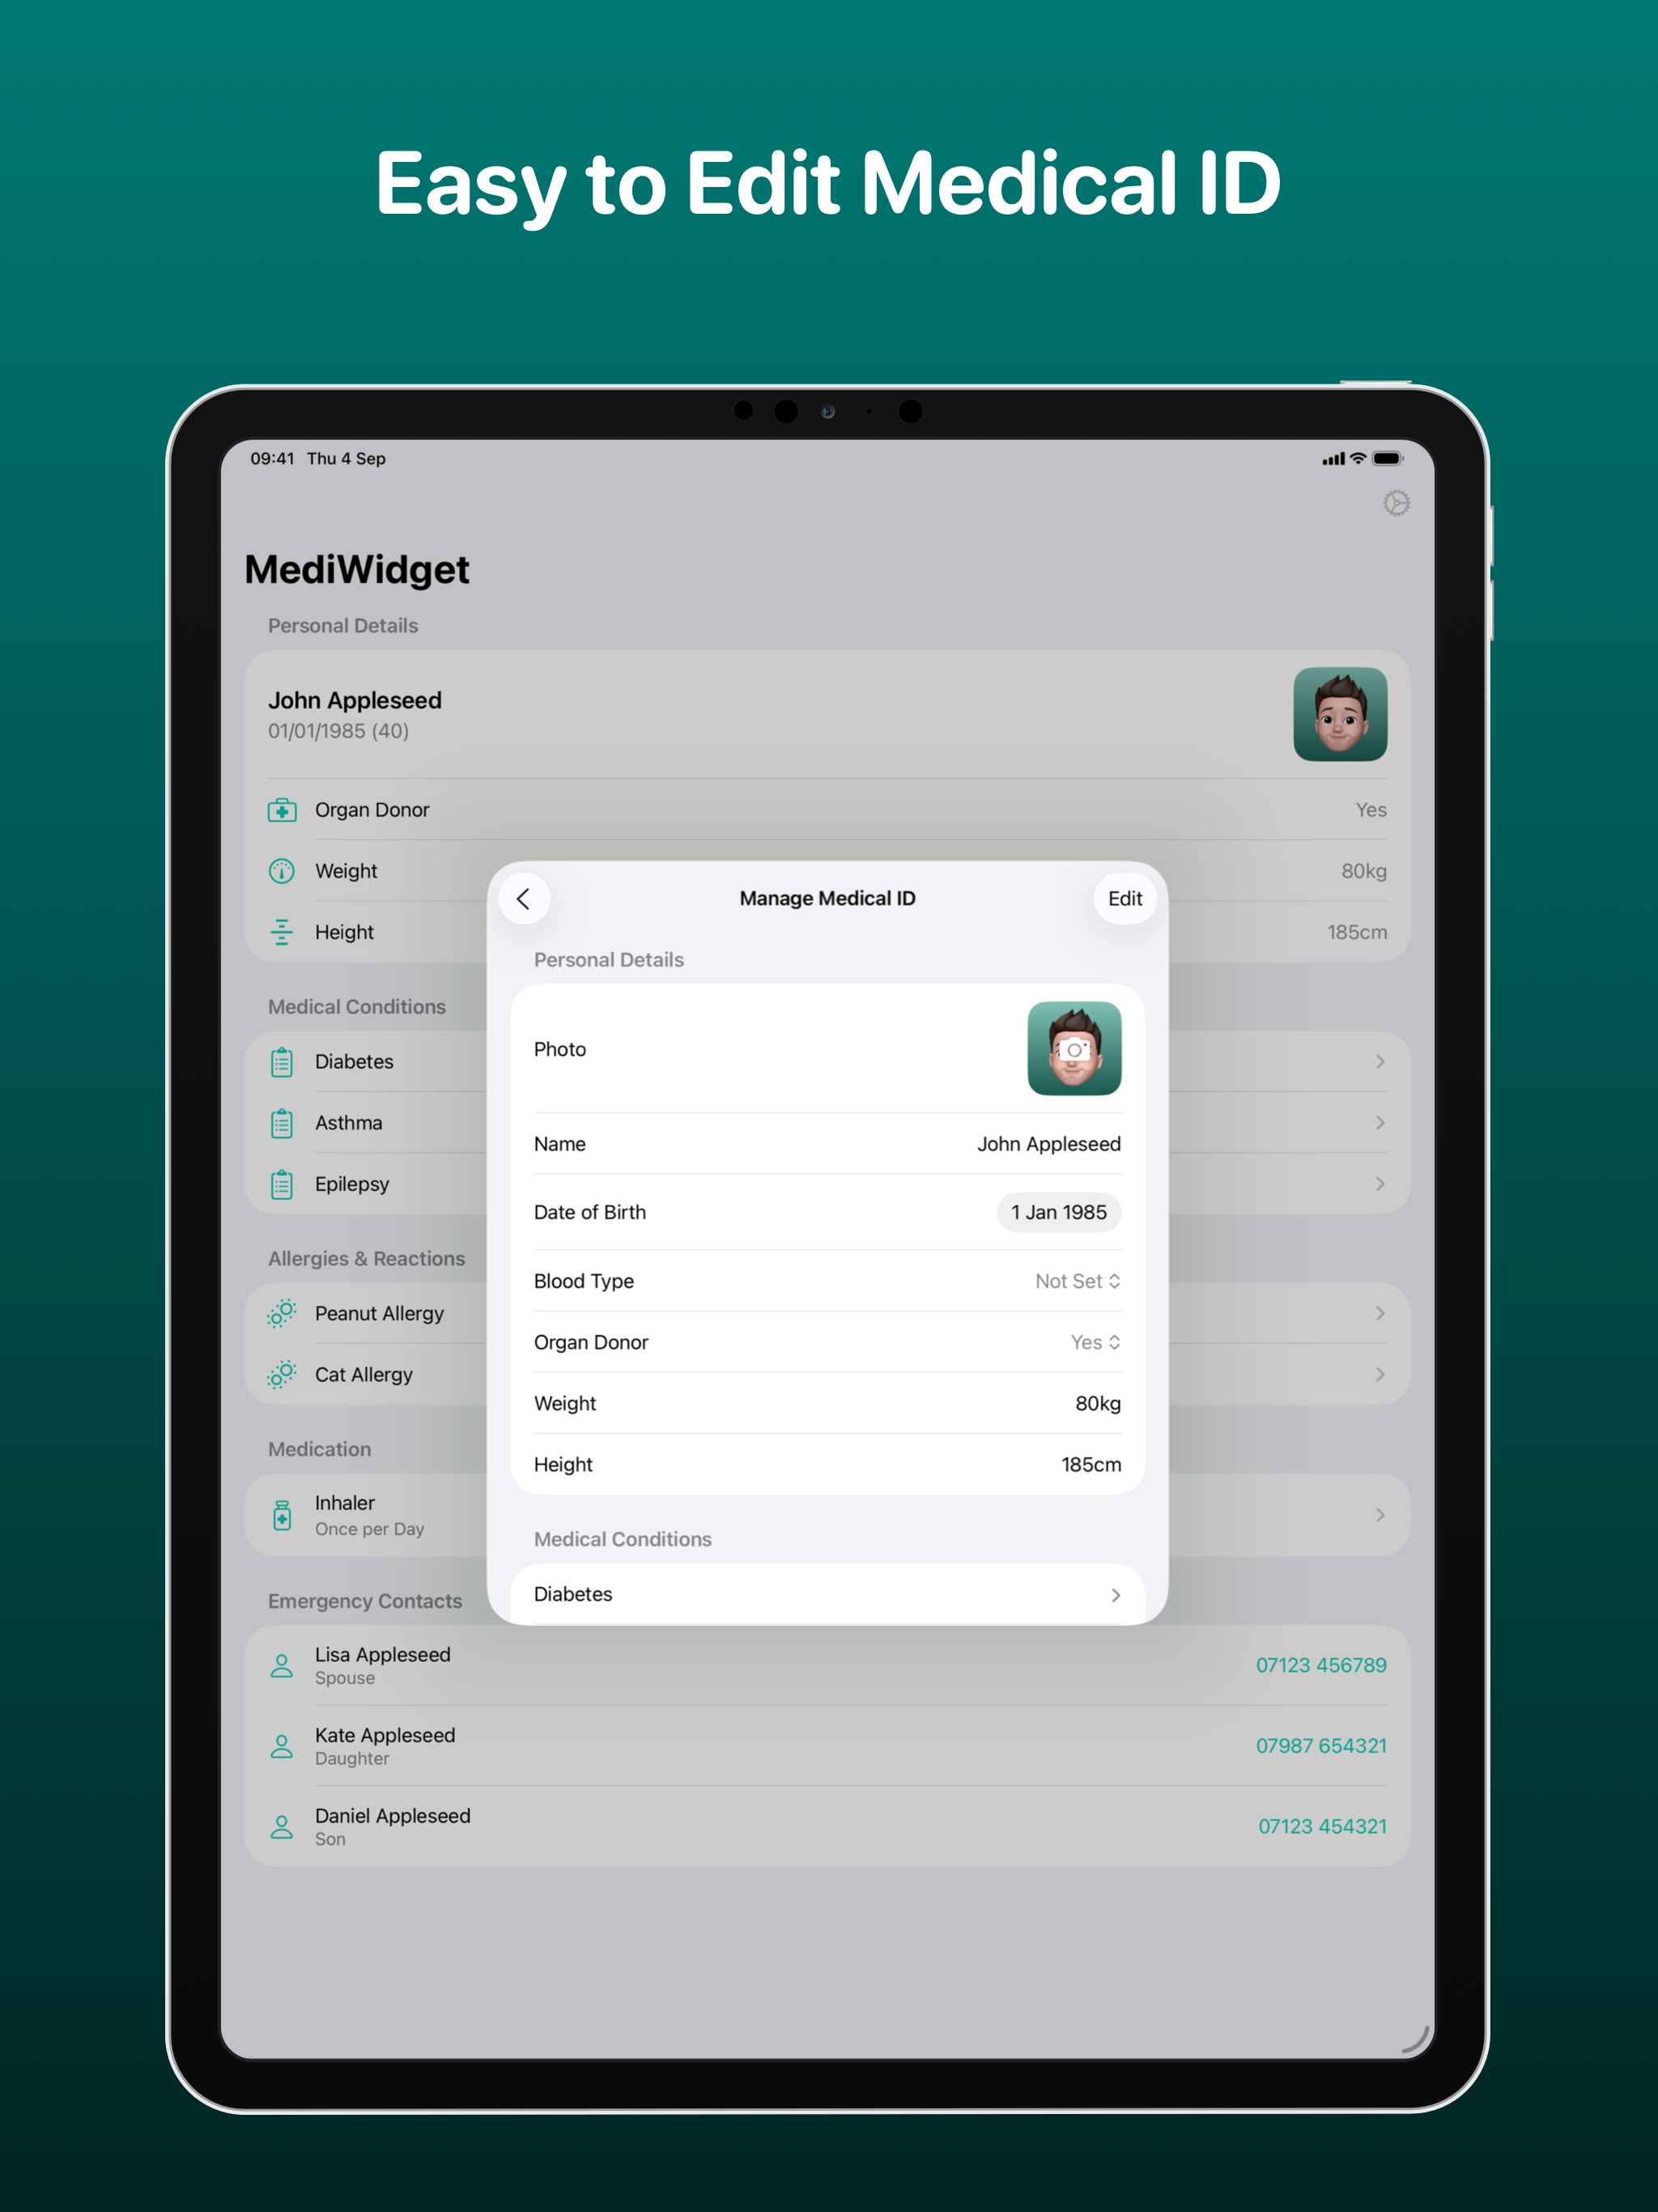 Easy to Edit Medical ID
09:41 Thu 4 Sep
MediWidget
Personal Details
John Appleseed
01/01/1985 (40)
Organ Donor Yes
Weight 80kg
Height 185cm
Medical Conditions
Diabetes
Asthma
Epilepsy
Allergies & Reactions
Peanut Allergy
Cat Allergy
Medication
Inhaler
Once per Day
Emergency Contacts
Lisa Appleseed
Spouse
07123 456789
Kate Appleseed
Daughter
07987 654321
Daniel Appleseed
Son
07123 454321
Manage Medical ID
Edit
Personal Details
Photo
Name John Appleseed
Date of Birth 1 Jan 1985
Blood Type Not Set
Organ Donor Yes
Weight 80kg
Height 185cm
Medical Conditions
Diabetes